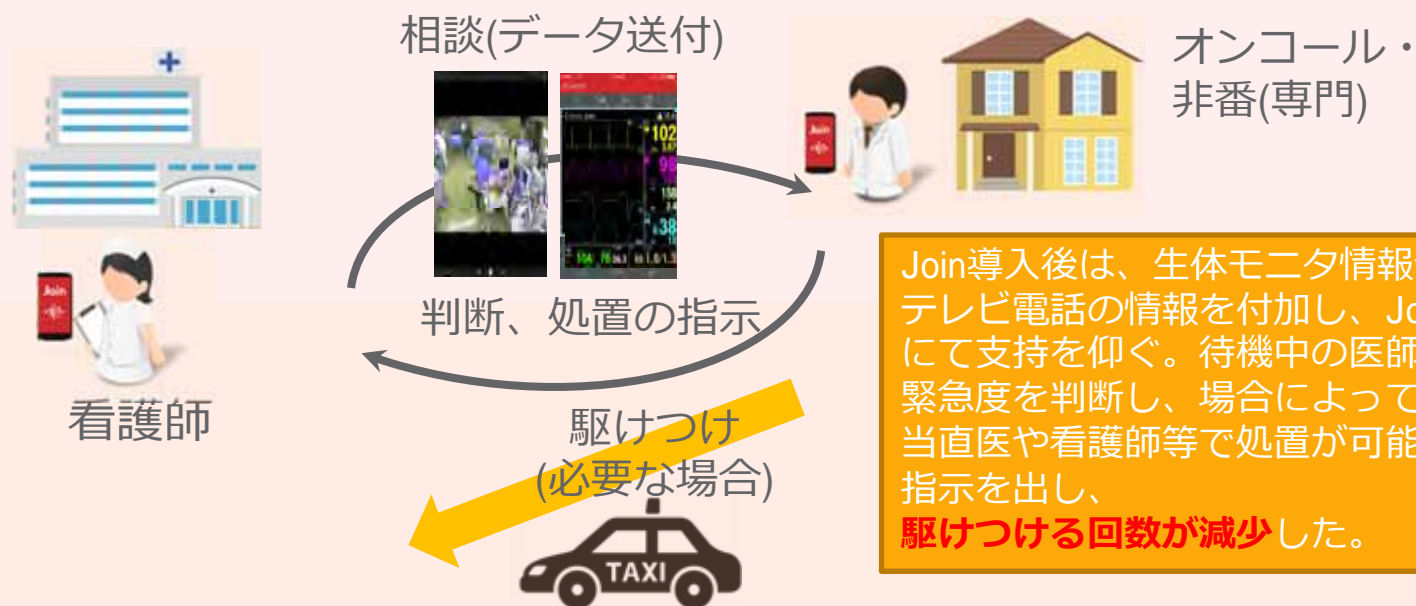 相談(データ送付)
オンコール・
非番(専門)
Join
Join
102
98
38
判断、処置の指示
看護師
駆けつけ
(必要な場合)
TAXI
Join導入後は、生体モニタ情報
テレビ電話の情報を付加し、Jo
にて支持を仰ぐ。待機中の医師
緊急度を判断し、場合によって
当直医や看護師等で処置が可能
指示を出し、
駆けつける回数が減少した。